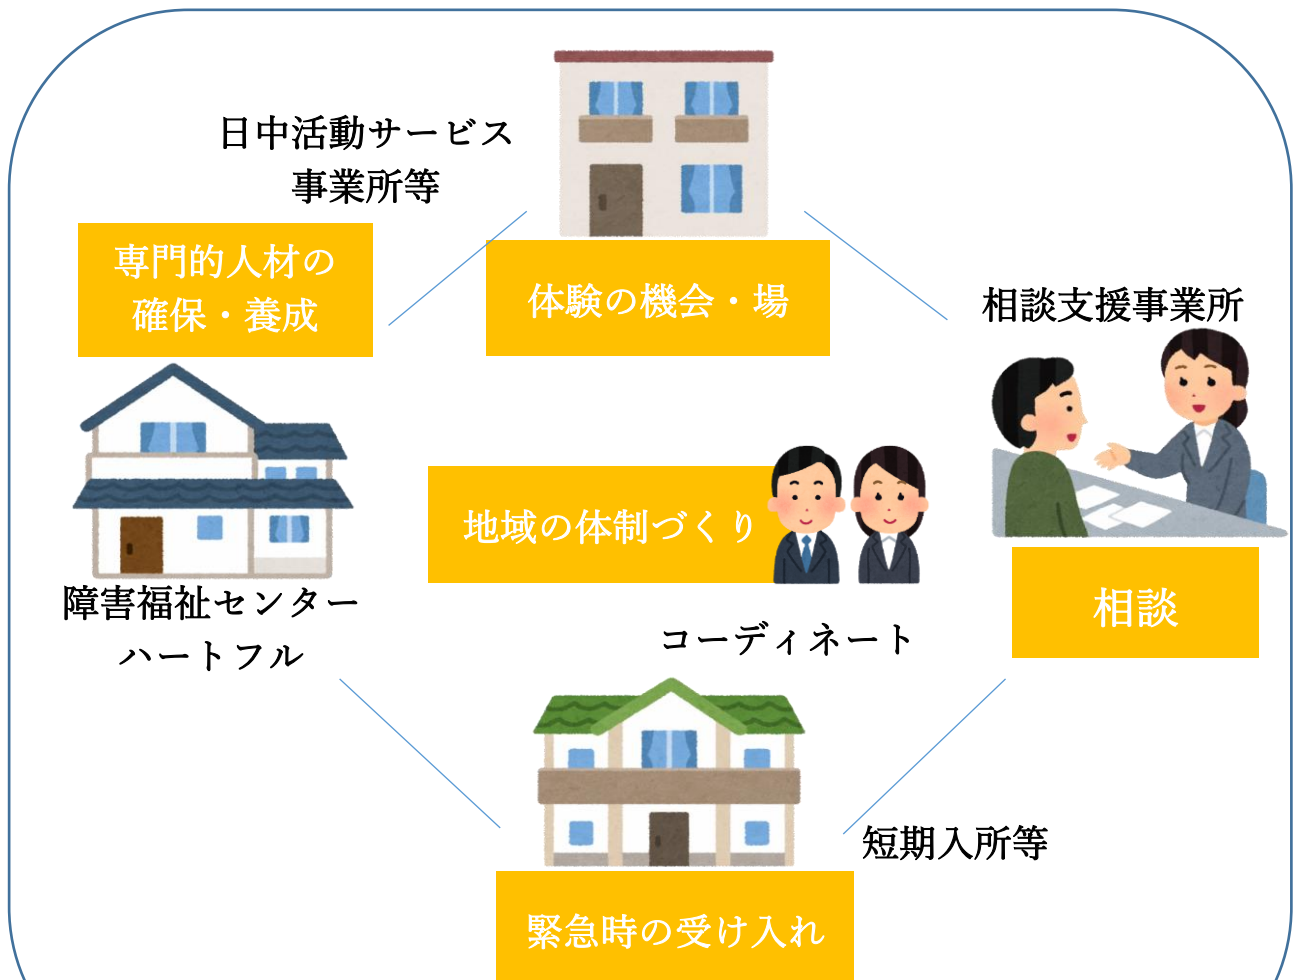 日中活動サービス
事業所等
専門的人材の
確保・養成
体験の機会・場
相談支援事業所
地域の体制づくり
相談
障害福祉センター
ハートフル
コーディネート
短期入所等
緊急時の受け入れ